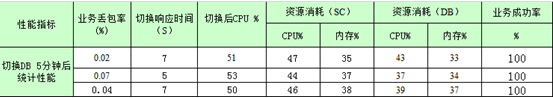 性能指标 业务丢包率(%) 切换响应时间(S) 切换后CPU % 资源消耗（SC） 资源消耗（DB） 业务成功率
CPU% 内存% CPU% 内存% %
切换DB 5分钟后统计性能 0.02 7 51 47 35 43 33 100
0.07 5 53 44 37 37 34 100
0.04 7 50 46 38 39 37 100